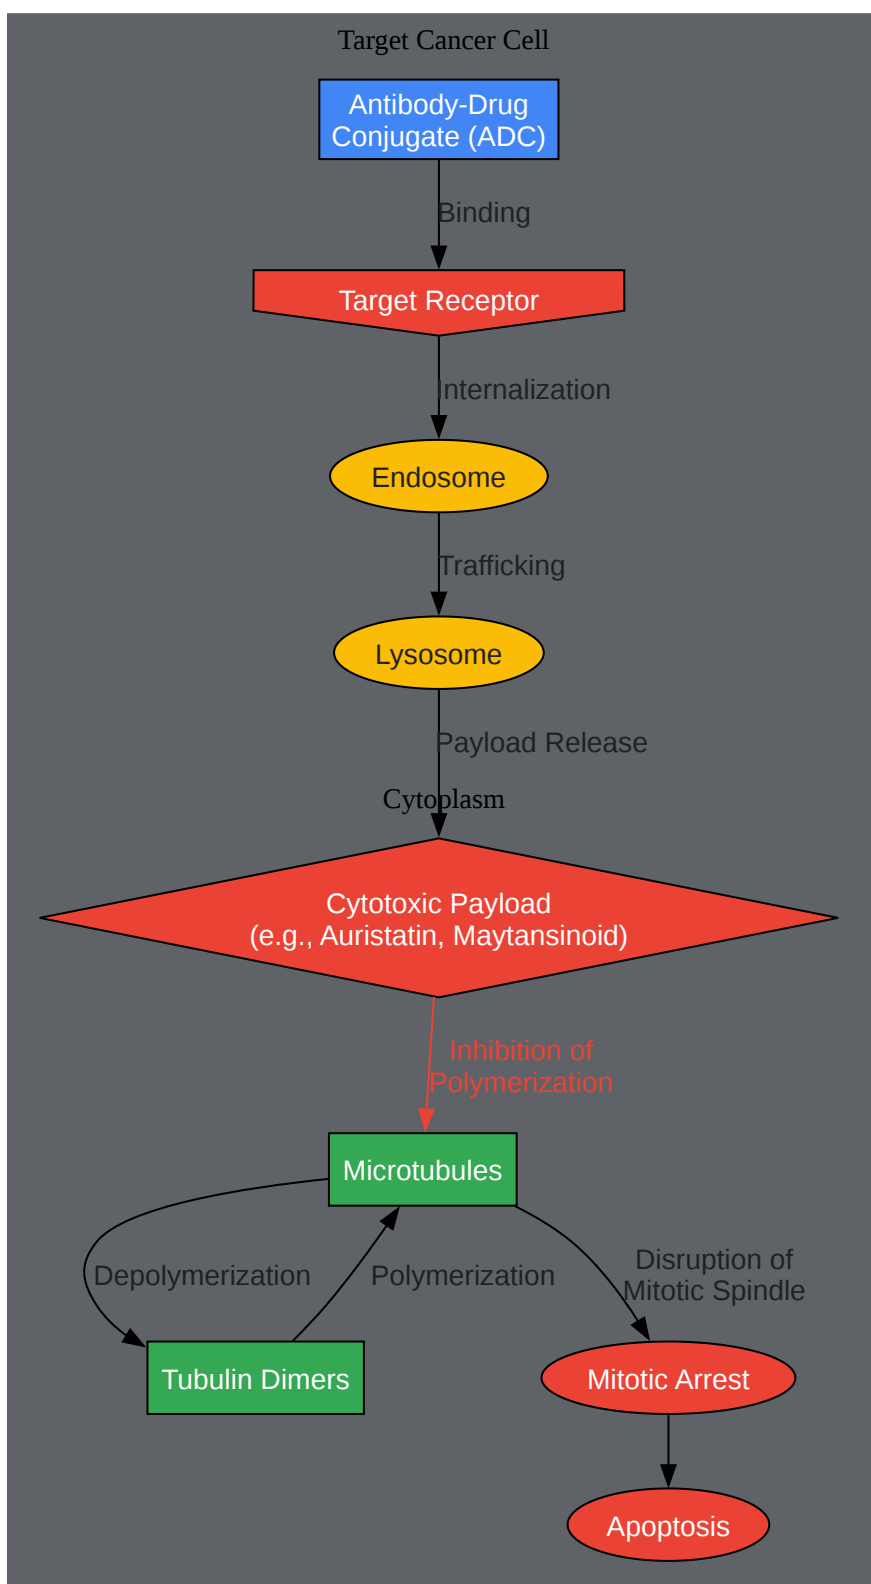 Target Cancer Cell
Antibody-Drug
Conjugate (ADC)
Binding
Target Receptor
Internalization
Endosome
Trafficking
Lysosome
Payload Release
Cytoplasm
Cytotoxic Payload
(e.g., Auristatin, Maytansinoid)
Inhibition of
Polymerization
Microtubules
Depolymerization
Polymerization
Disruption of
Mitotic Spindle
Tubulin Dimers
Mitotic Arrest
Apoptosis